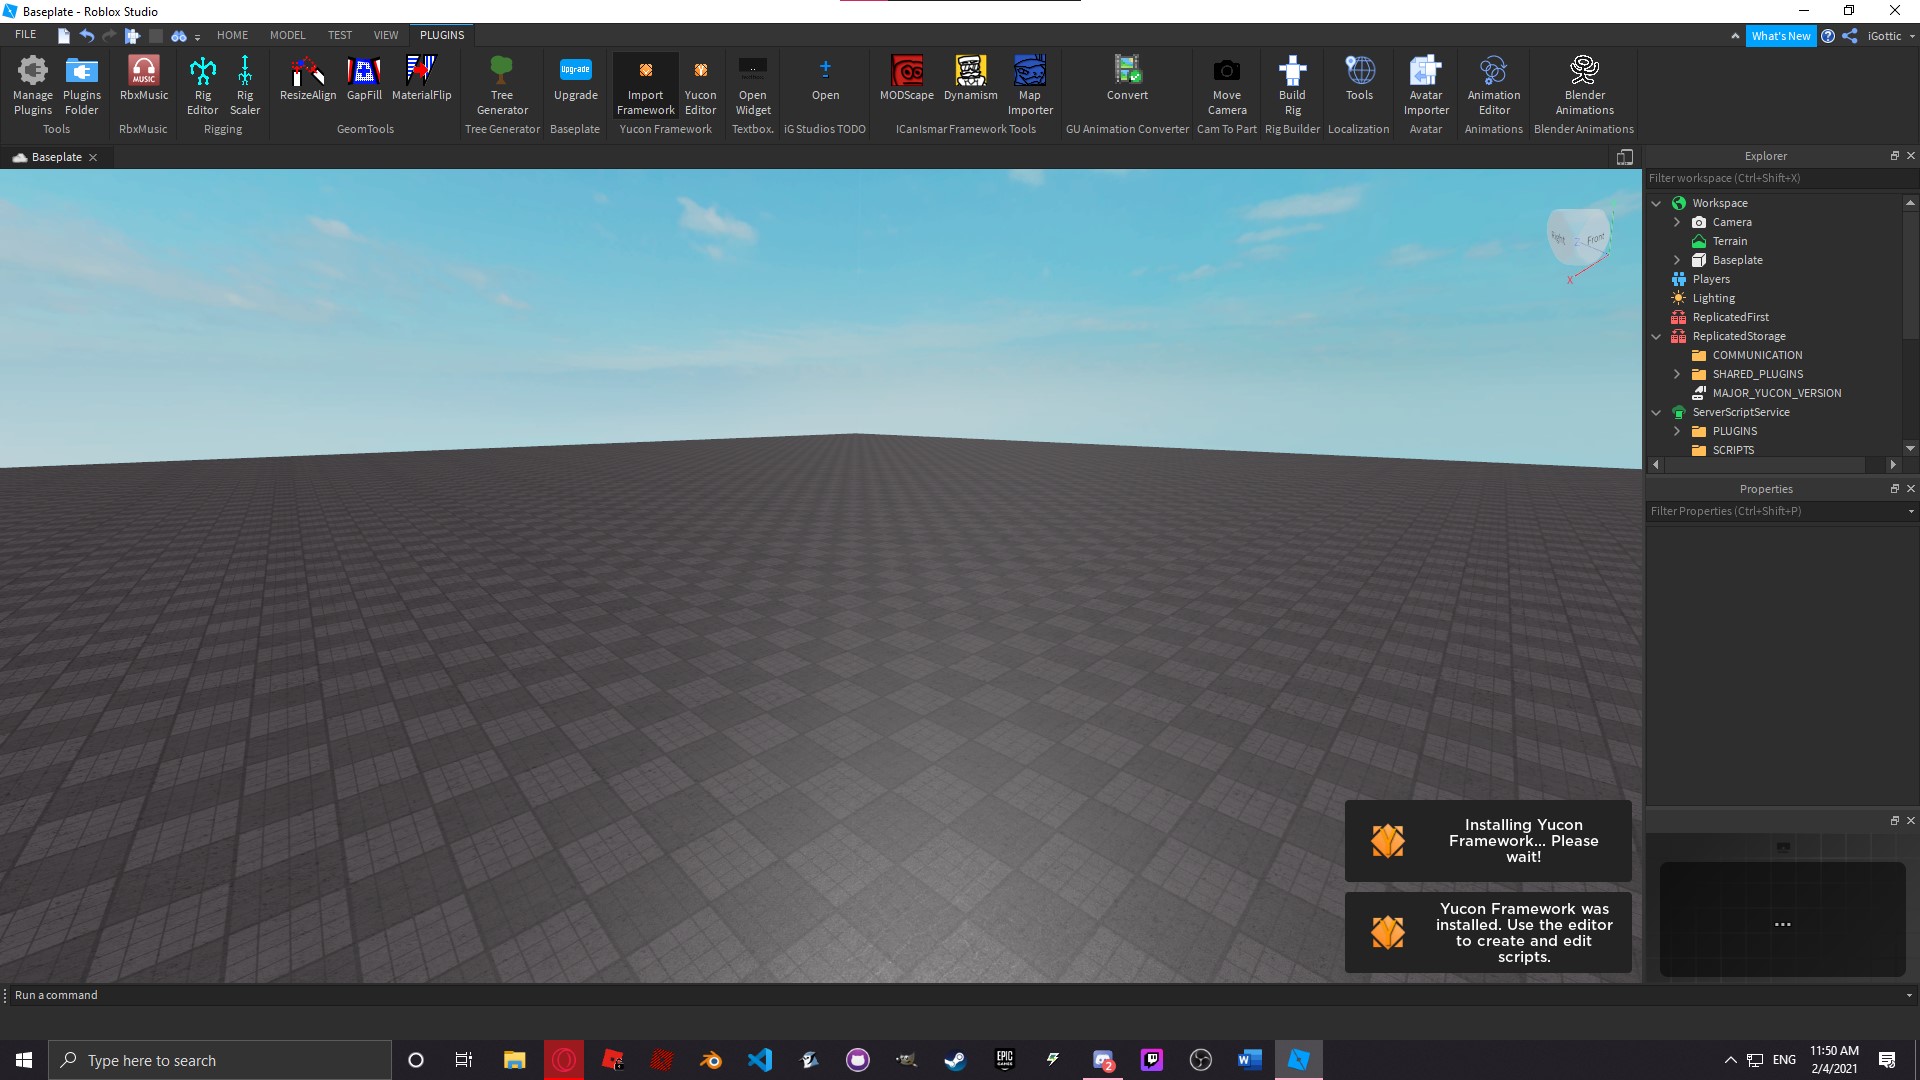 Baseplate - Roblox Studio
FILE
HOME
MODEL
TEST
VIEW
PLUGINS
What's New
iGottic
Manage
Plugins
Plugins
Folder
Tools
MUSIC
RbxMusic
RbxMusic
Rig
Editor
Rig
Scaler
Rigging
ResizeAlign
GapFill
MaterialFlip
GeomTools
Tree
Generator
Tree Generator
Upgrade
Upgrade
Baseplate
Import
Framework
Yucon
Editor
Yucon Framework
Open
Widget
Textbox.
Open
iG Studios TODO
MODScape
Dynamism
Map
Importer
ICanIsmar Framework Tools
Convert
GU Animation Converter
Move
Camera
Cam To Part
Build
Rig
Rig Builder
Tools
Localization
Avatar
Importer
Avatar
Animation
Editor
Animations
Blender
Animations
Blender Animations
Baseplate
Right
Z
Front
X
Explorer
Filter workspace (Ctrl+Shift+X)
Workspace
Camera
Terrain
Baseplate
Players
Lighting
ReplicatedFirst
ReplicatedStorage
COMMUNICATION
SHARED_PLUGINS
MAJOR_YUCON_VERSION
ServerScriptService
PLUGINS
SCRIPTS
Properties
Filter Properties (Ctrl+Shift+P)
...
Installing Yucon
Framework... Please
wait!
Yucon Framework was
installed. Use the editor
to create and edit
scripts.
Run a command
Type here to search
EPIC
GAMES
2
ENG
11:50 AM
2/4/2021